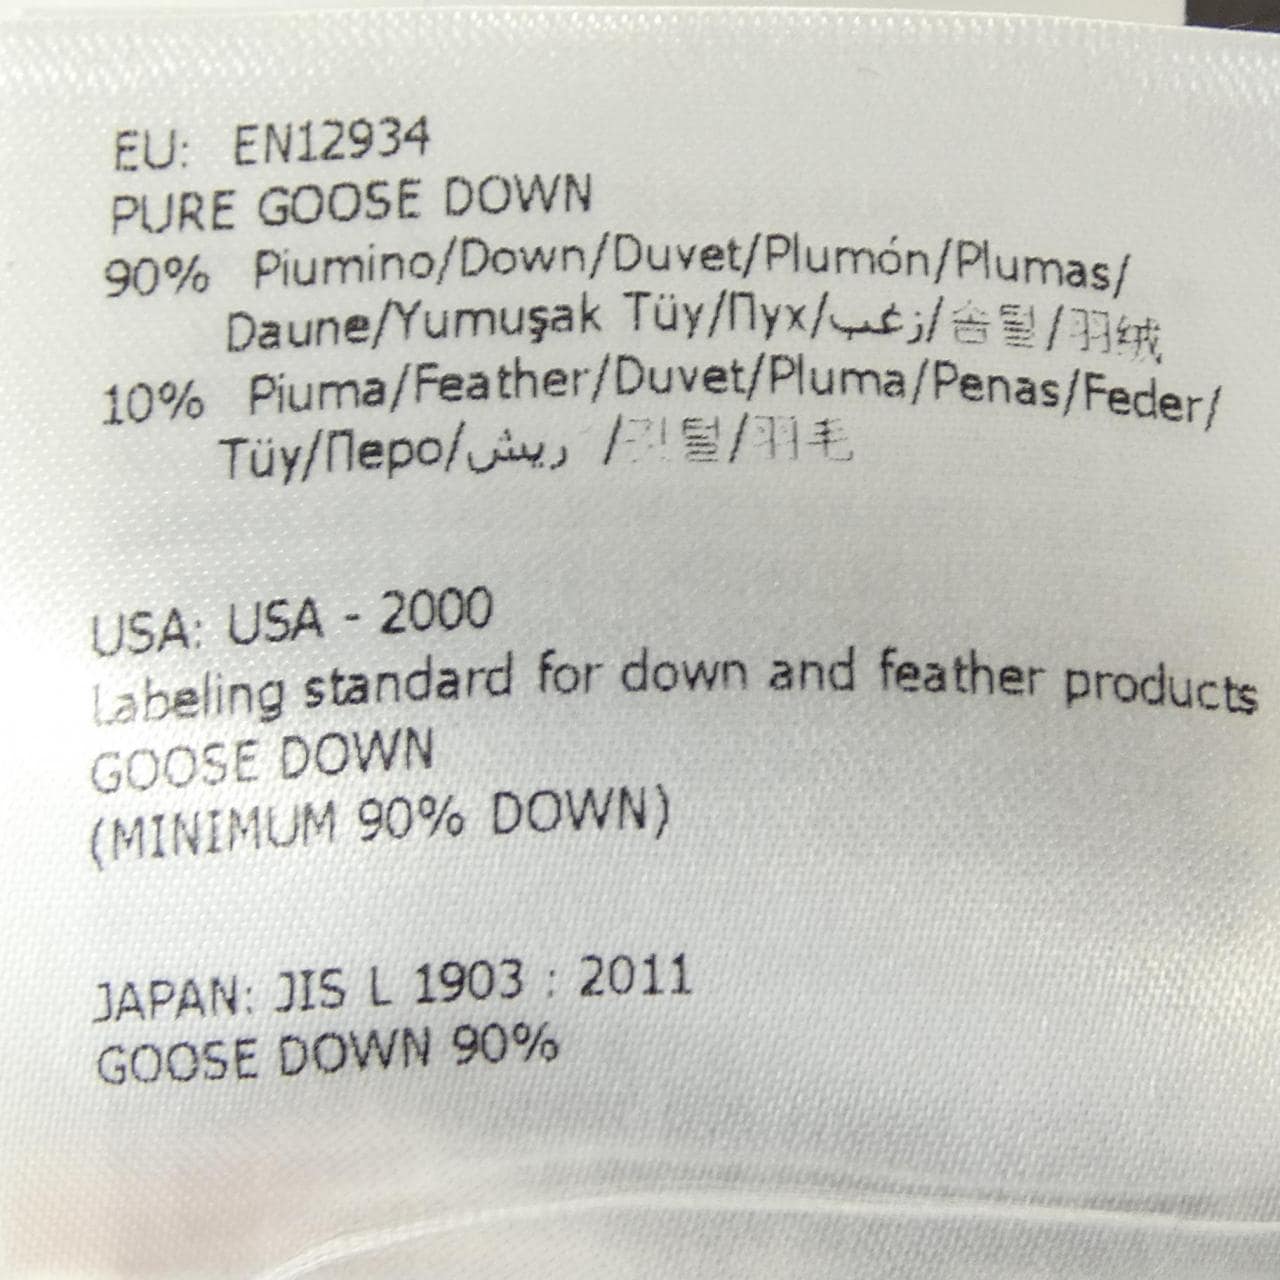 EU: EN12934
PURE GOOSE DOWN
90% Piumino/Down/Duvet/Plumón/Plumas/
Daune/Yumuşak Tüy/Пух/زغب/솜털/羽绒
10% Piuma/Feather/Duvet/Pluma/Penas/Feder/
Tüy/Перо/ريش /깃털/羽毛
USA: USA - 2000
Labeling standard for down and feather products
GOOSE DOWN
(MINIMUM 90% DOWN)
JAPAN: JIS L 1903 : 2011
GOOSE DOWN 90%